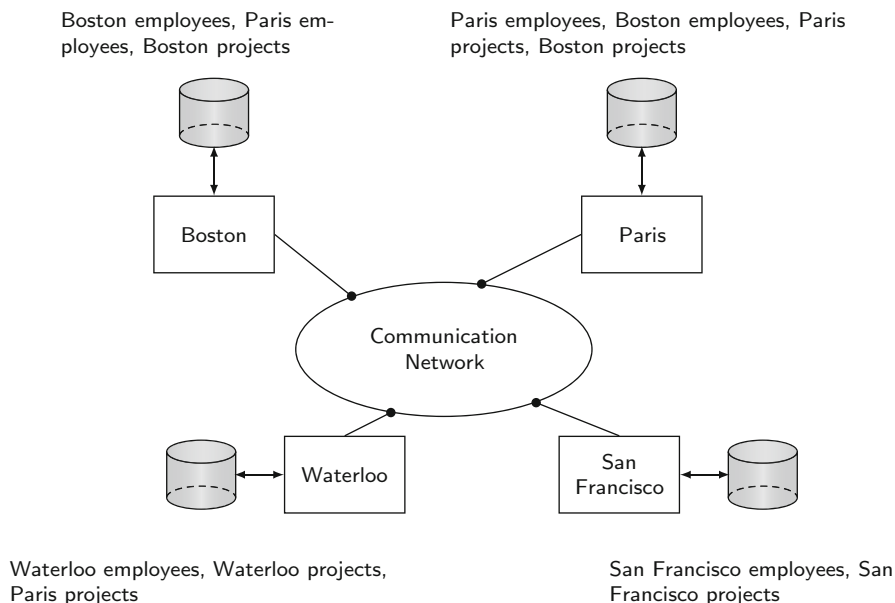 Boston employees, Paris em-
ployees, Boston projects
Paris employees, Boston employees, Paris
projects, Boston projects
Boston
Paris
Communication
Network
Waterloo
San
Francisco
Waterloo employees, Waterloo projects,
Paris projects
San Francisco employees, San
Francisco projects